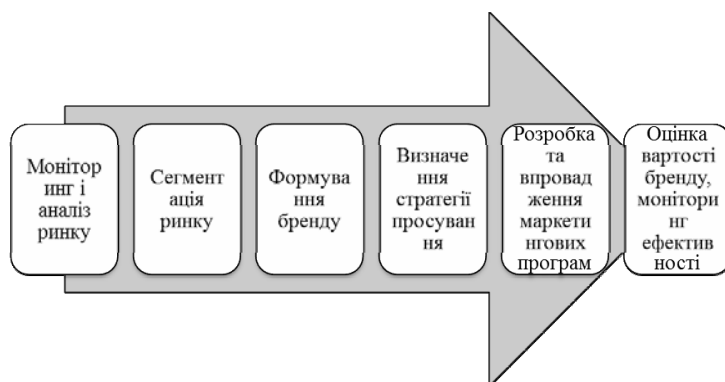 Монітор
инг і
аналіз
ринку
Сегмент
ація
ринку
Формува
ння
бренду
Визначе
ння
стратегії
просуван
ня
Розробка
та
впровад
ження
маркети
нгових
програм
Оцінка
вартості
бренду,
монітори
нг
ефектив
ності